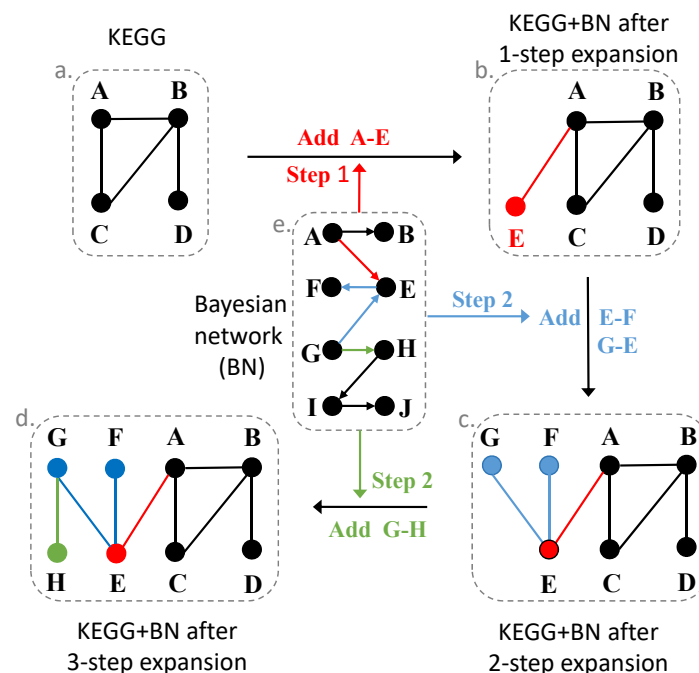 KEGG
a.
A B
C D
Add A-E
Step 1
KEGG+BN after
1-step expansion
b.
A B
E C D
Bayesian
network
(BN)
e.
A B
F E
G H
I J
Step 2
Add E-F
G-E
d.
G F A B
H E C D
KEGG+BN after
3-step expansion
Step 2
Add G-H
c.
G F A B
E C D
KEGG+BN after
2-step expansion